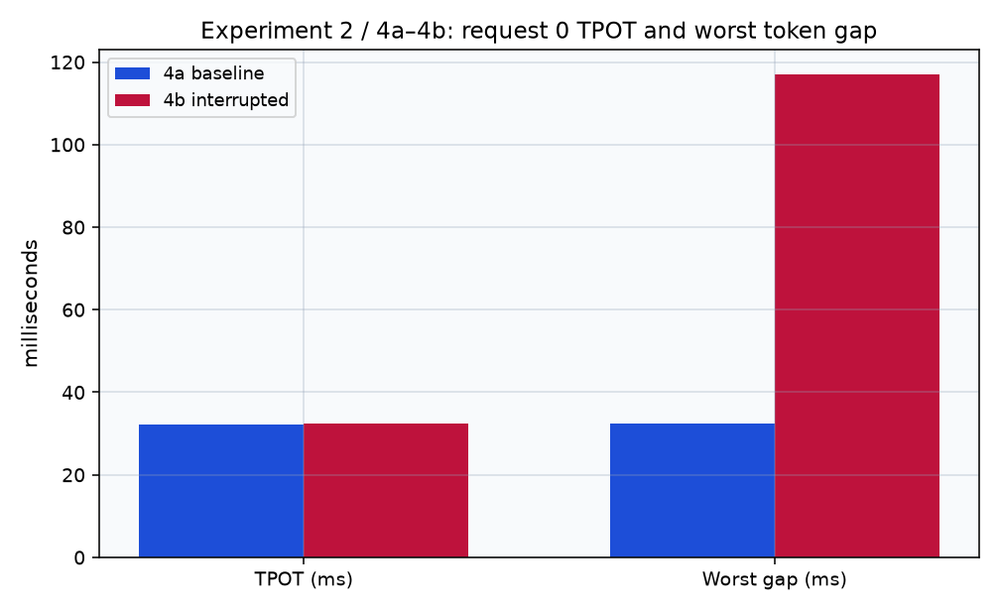 Experiment 2 / 4a–4b: request 0 TPOT and worst token gap
4a baseline
4b interrupted
milliseconds
120
100
80
60
40
20
0
TPOT (ms)
Worst gap (ms)